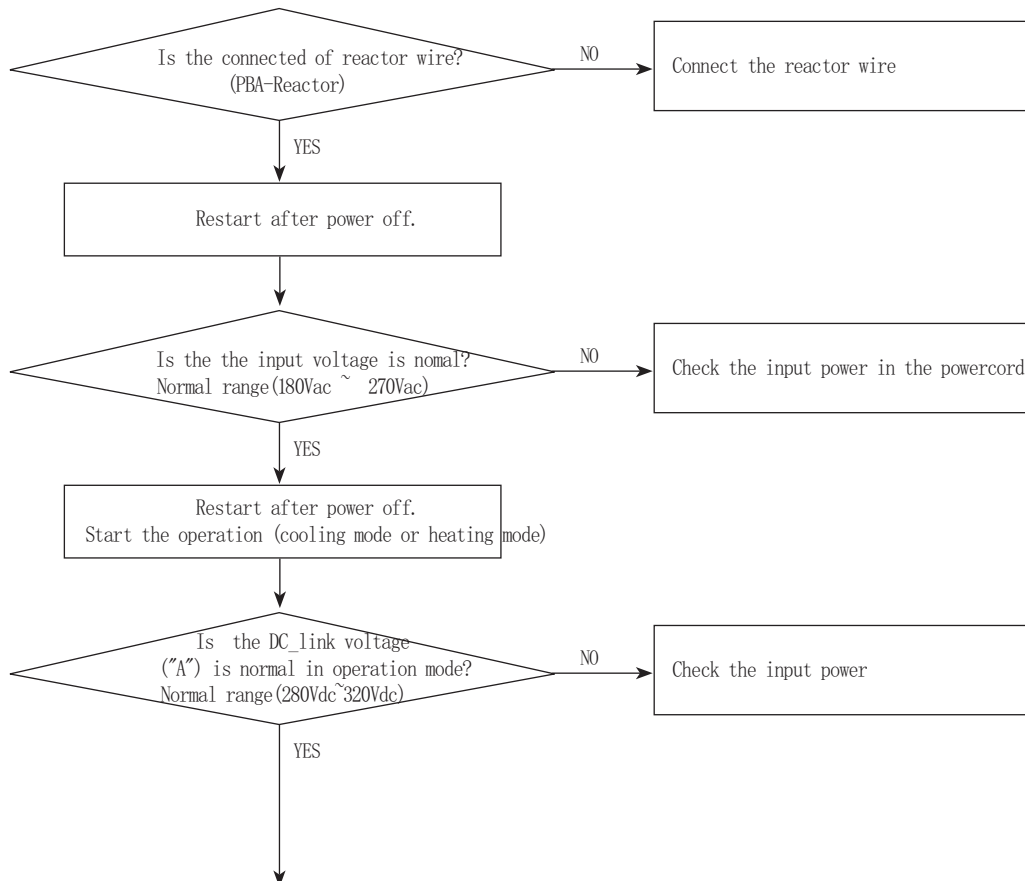 Is the connected of reactor wire?
(PBA-Reactor)
NO
Connect the reactor wire
YES
Restart after power off.
Is the the input voltage is nomal?
Normal range(180Vac ~ 270Vac)
NO
Check the input power in the powercord
YES
Restart after power off.
Start the operation (cooling mode or heating mode)
Is the DC_link voltage
("A") is normal in operation mode?
Normal range(280Vdc~320Vdc)
NO
Check the input power
YES